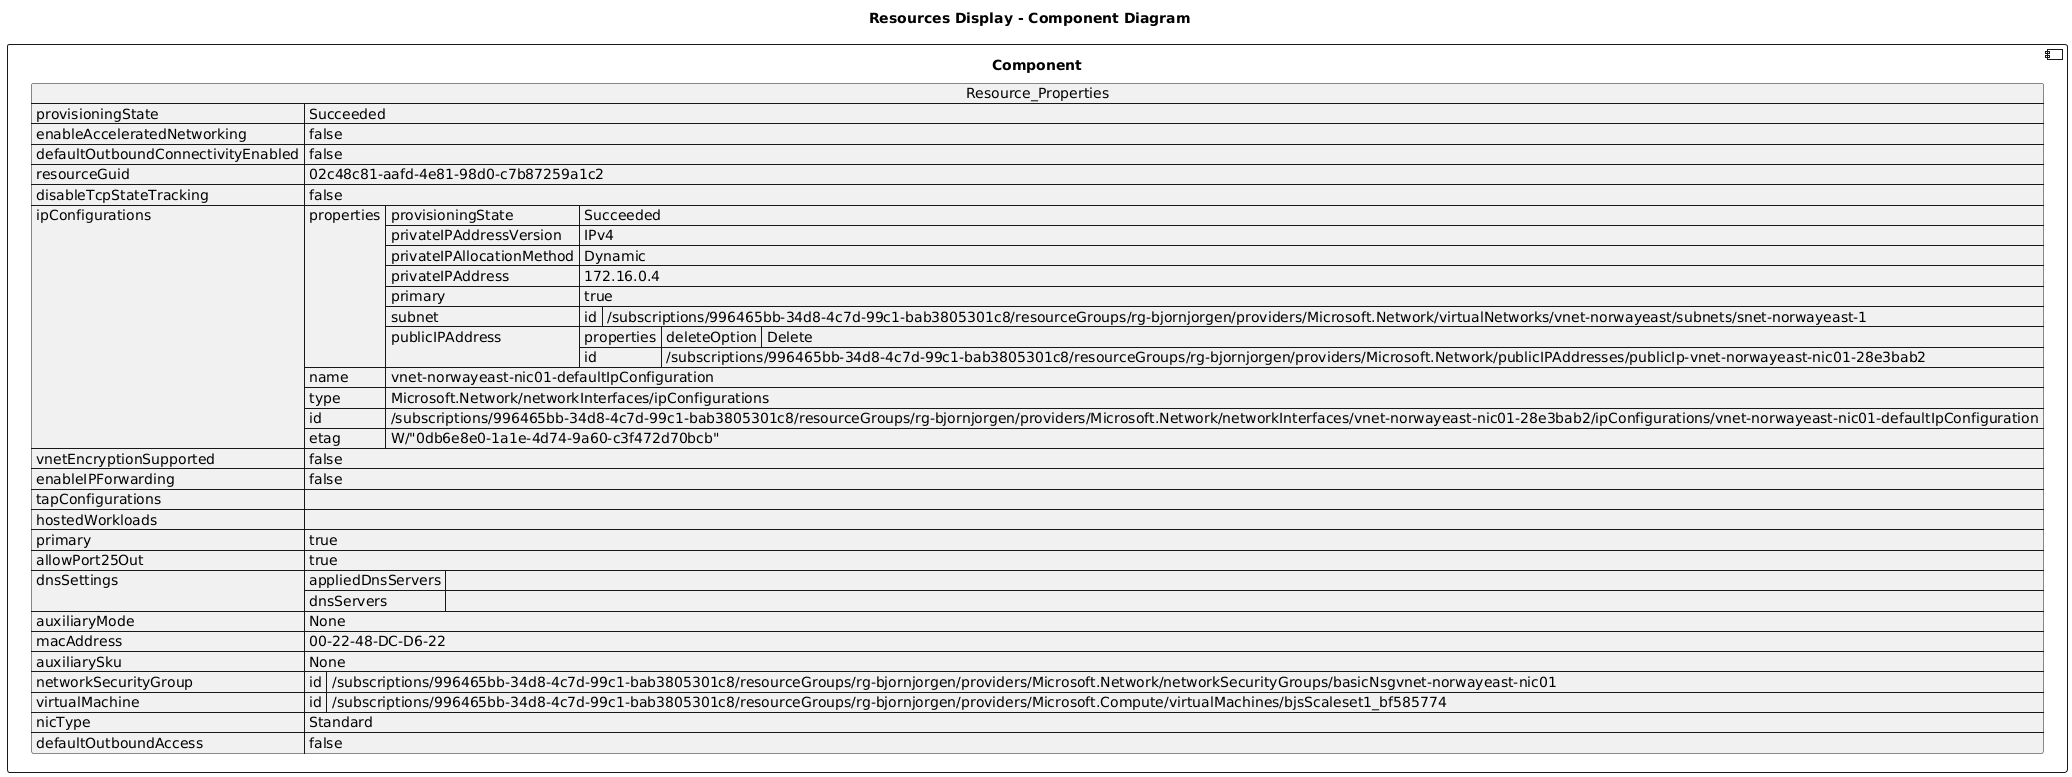 Resources Display - Component Diagram
Component
Resource_Properties
provisioningState Succeeded
enableAcceleratedNetworking false
defaultOutboundConnectivityEnabled false
resourceGuid 02c48c81-aafd-4e81-98d0-c7b87259a1c2
disableTcpStateTracking false
ipConfigurations properties provisioningState Succeeded
privateIPAddressVersion IPv4
privateIPAllocationMethod Dynamic
privateIPAddress 172.16.0.4
primary true
subnet id /subscriptions/996465bb-34d8-4c7d-99c1-bab3805301c8/resourceGroups/rg-bjornjorgen/providers/Microsoft.Network/virtualNetworks/vnet-norwayeast/subnets/snet-norwayeast-1
publicIPAddress properties deleteOption Delete
id /subscriptions/996465bb-34d8-4c7d-99c1-bab3805301c8/resourceGroups/rg-bjornjorgen/providers/Microsoft.Network/publicIPAddresses/publicIp-vnet-norwayeast-nic01-28e3bab2
name vnet-norwayeast-nic01-defaultIpConfiguration
type Microsoft.Network/networkInterfaces/ipConfigurations
id /subscriptions/996465bb-34d8-4c7d-99c1-bab3805301c8/resourceGroups/rg-bjornjorgen/providers/Microsoft.Network/networkInterfaces/vnet-norwayeast-nic01-28e3bab2/ipConfigurations/vnet-norwayeast-nic01-defaultIpConfiguration
etag W/"0db6e8e0-1a1e-4d74-9a60-c3f472d70bcb"
vnetEncryptionSupported false
enableIPForwarding false
tapConfigurations
hostedWorkloads
primary true
allowPort25Out true
dnsSettings appliedDnsServers
dnsServers
auxiliaryMode None
macAddress 00-22-48-DC-D6-22
auxiliarySku None
networkSecurityGroup id /subscriptions/996465bb-34d8-4c7d-99c1-bab3805301c8/resourceGroups/rg-bjornjorgen/providers/Microsoft.Network/networkSecurityGroups/basicNsgvnet-norwayeast-nic01
virtualMachine id /subscriptions/996465bb-34d8-4c7d-99c1-bab3805301c8/resourceGroups/rg-bjornjorgen/providers/Microsoft.Compute/virtualMachines/bjsScaleset1_bf585774
nicType Standard
defaultOutboundAccess false